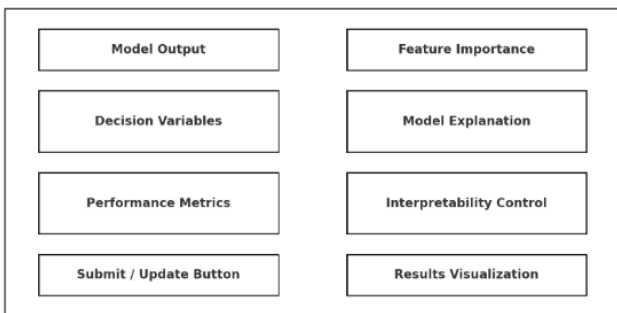 Model Output
Feature Importance
Decision Variables
Model Explanation
Performance Metrics
Interpretability Control
Submit / Update Button
Results Visualization